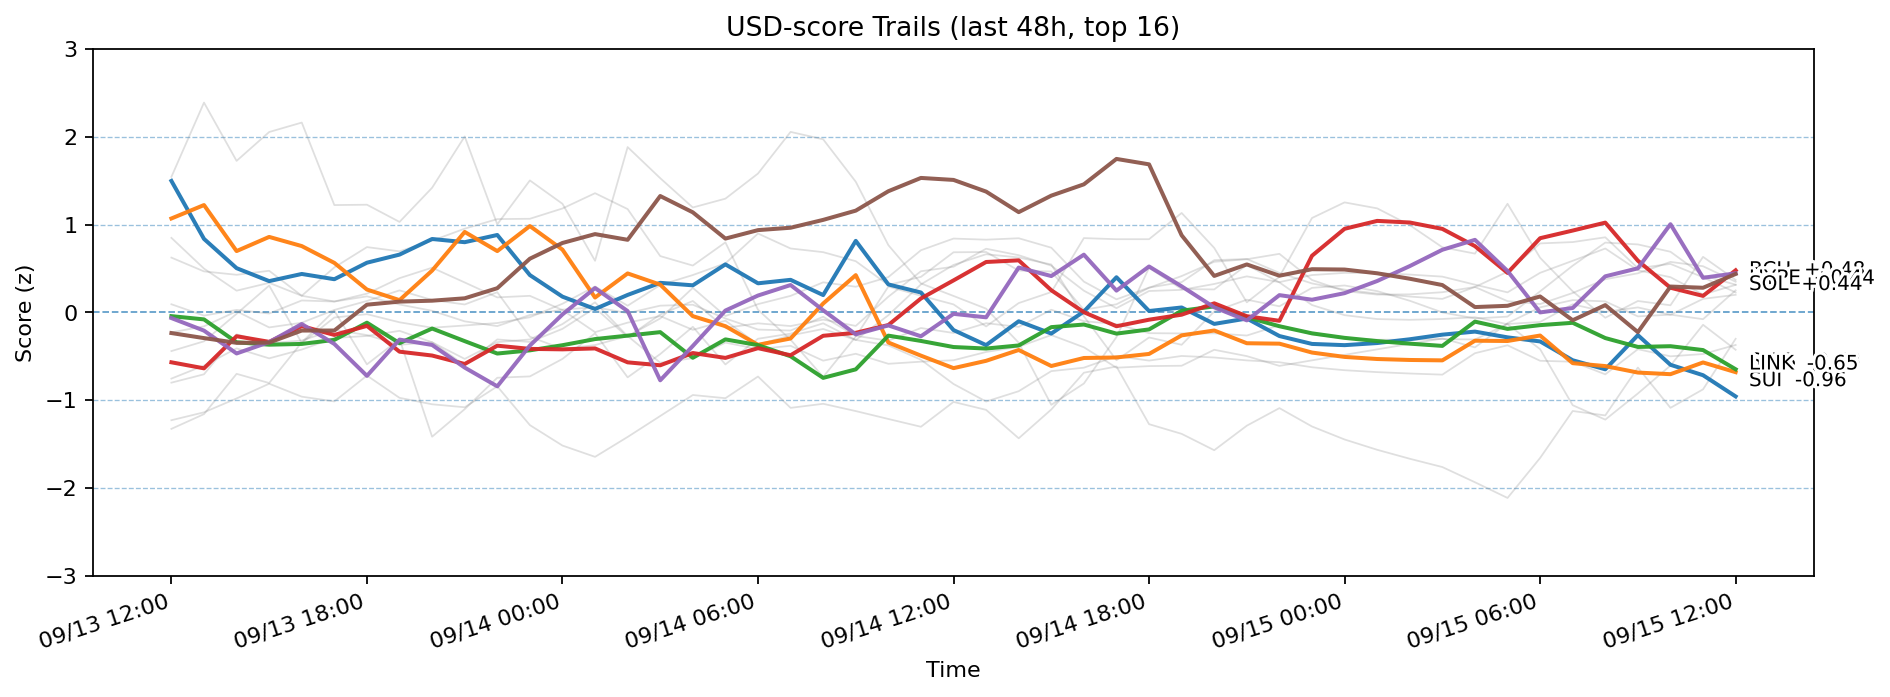 USD-score Trails (last 48h, top 16)
Score (z)
3
2
1
0
−1
−2
−3
SOL +0.44
LINK -0.65
SUI -0.96
09/13 12:00
09/13 18:00
09/14 00:00
09/14 06:00
09/14 12:00
09/14 18:00
09/15 00:00
09/15 06:00
09/15 12:00
Time